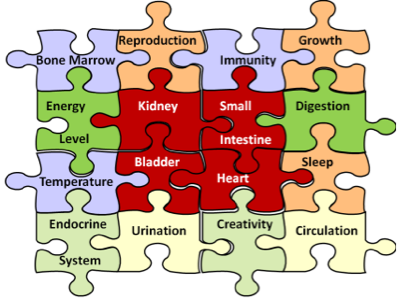 Reproduction
Growth
Bone Marrow
Immunity
Energy
Level
Kidney
Small
Intestine
Digestion
Temperature
Bladder
Heart
Sleep
Endocrine
System
Urination
Creativity
Circulation